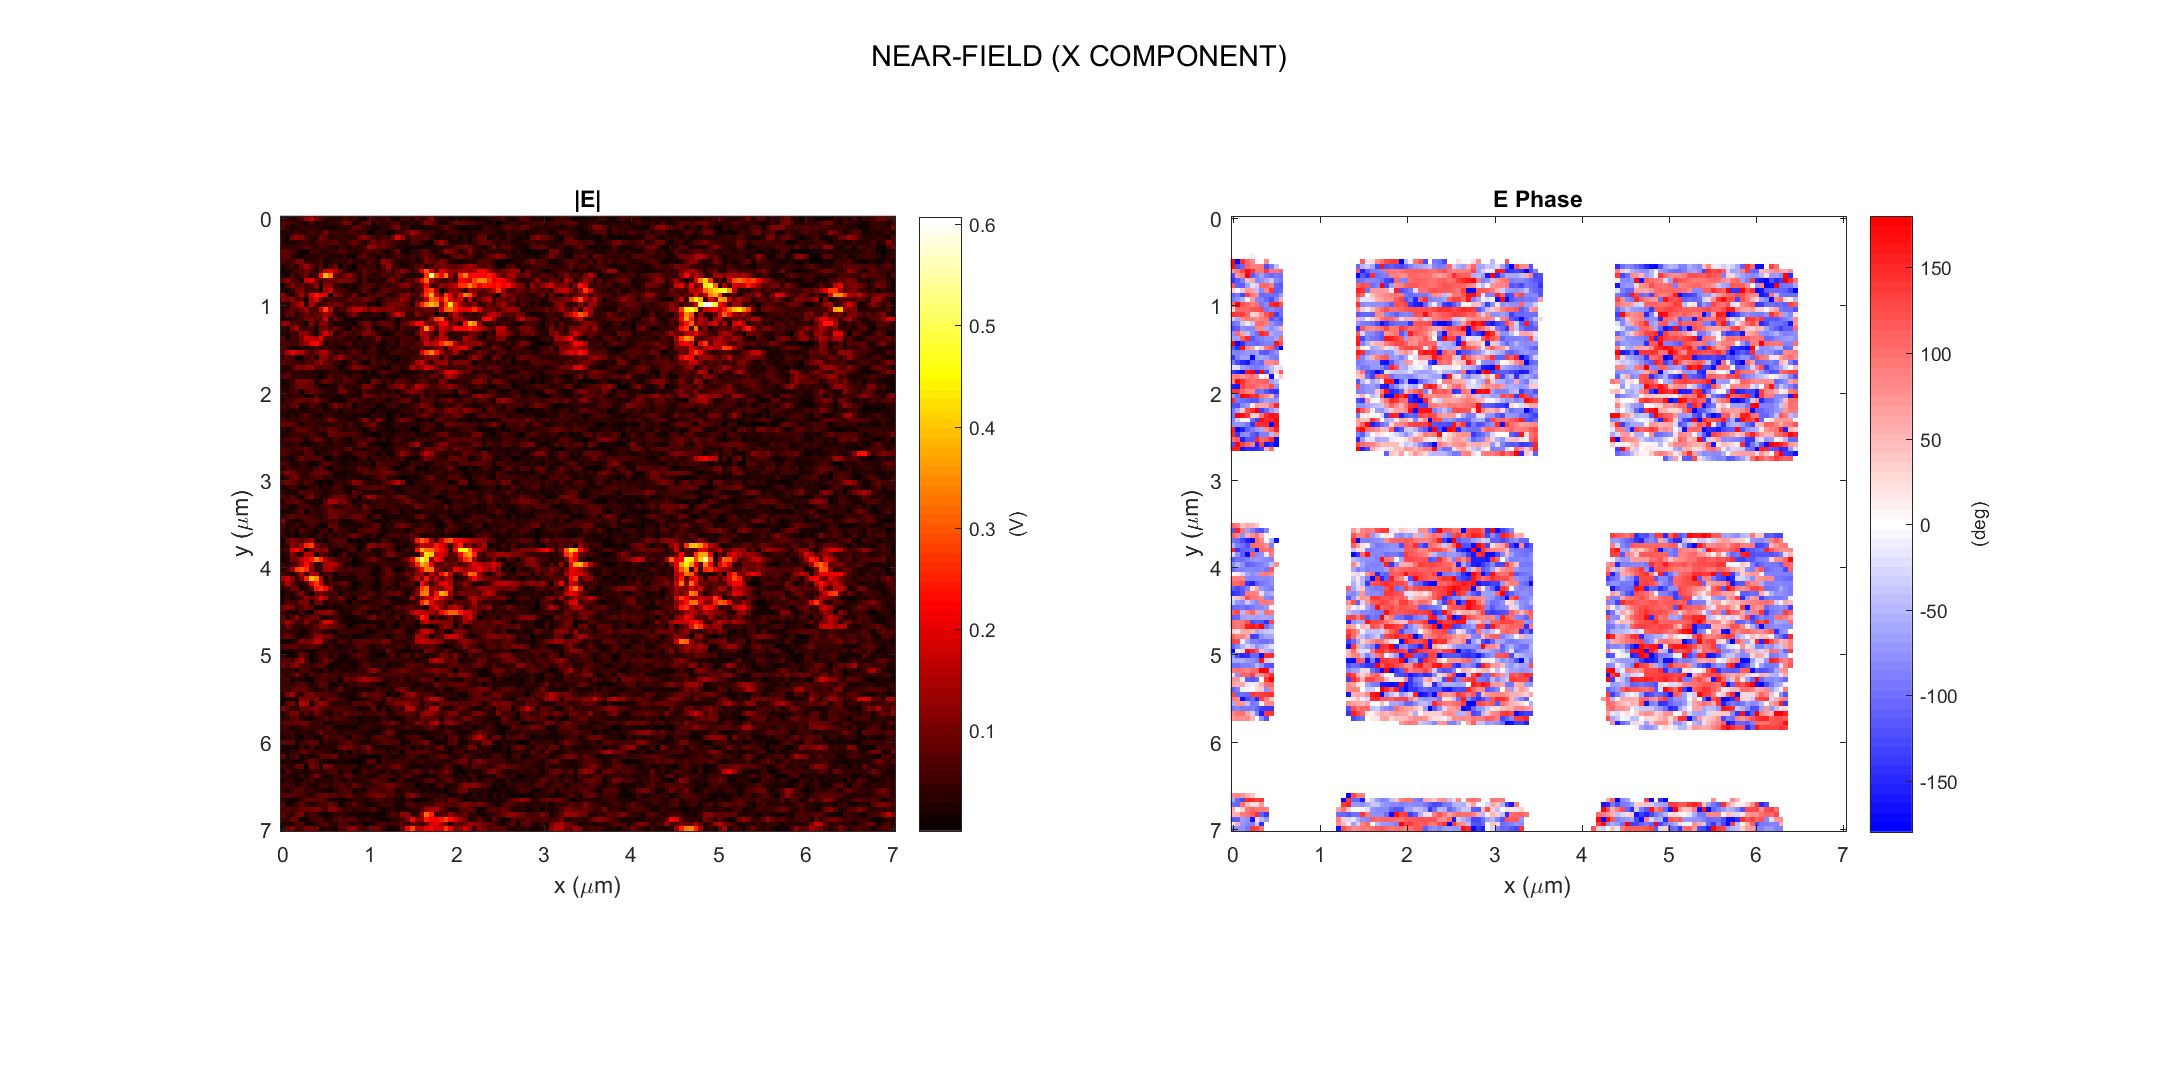 NEAR-FIELD (X COMPONENT)
|E|
0
1
2
3
4
5
6
7
y (μm)
0 1 2 3 4 5 6 7
x (μm)
0.6
0.5
0.4
0.3
0.2
0.1
(V)
E Phase
0
1
2
3
4
5
6
7
y (μm)
0 1 2 3 4 5 6 7
x (μm)
150
100
50
0
-50
-100
-150
(deg)